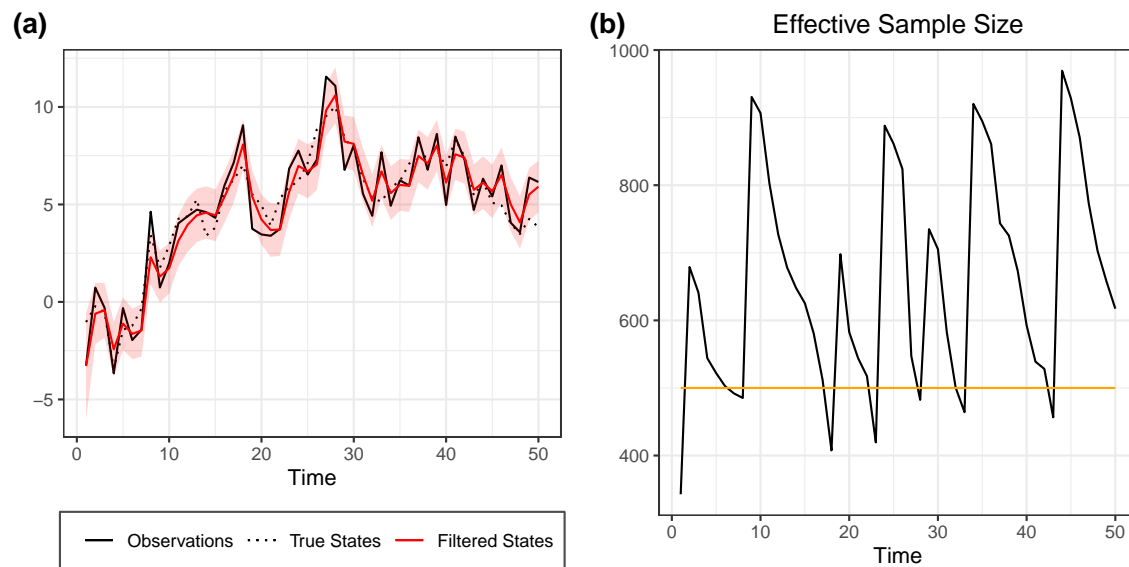 (a)
10
5
0
−5
0 10 20 30 40 50
Time
Observations True States Filtered States
(b) Effective Sample Size
1000
800
600
400
0 10 20 30 40 50
Time